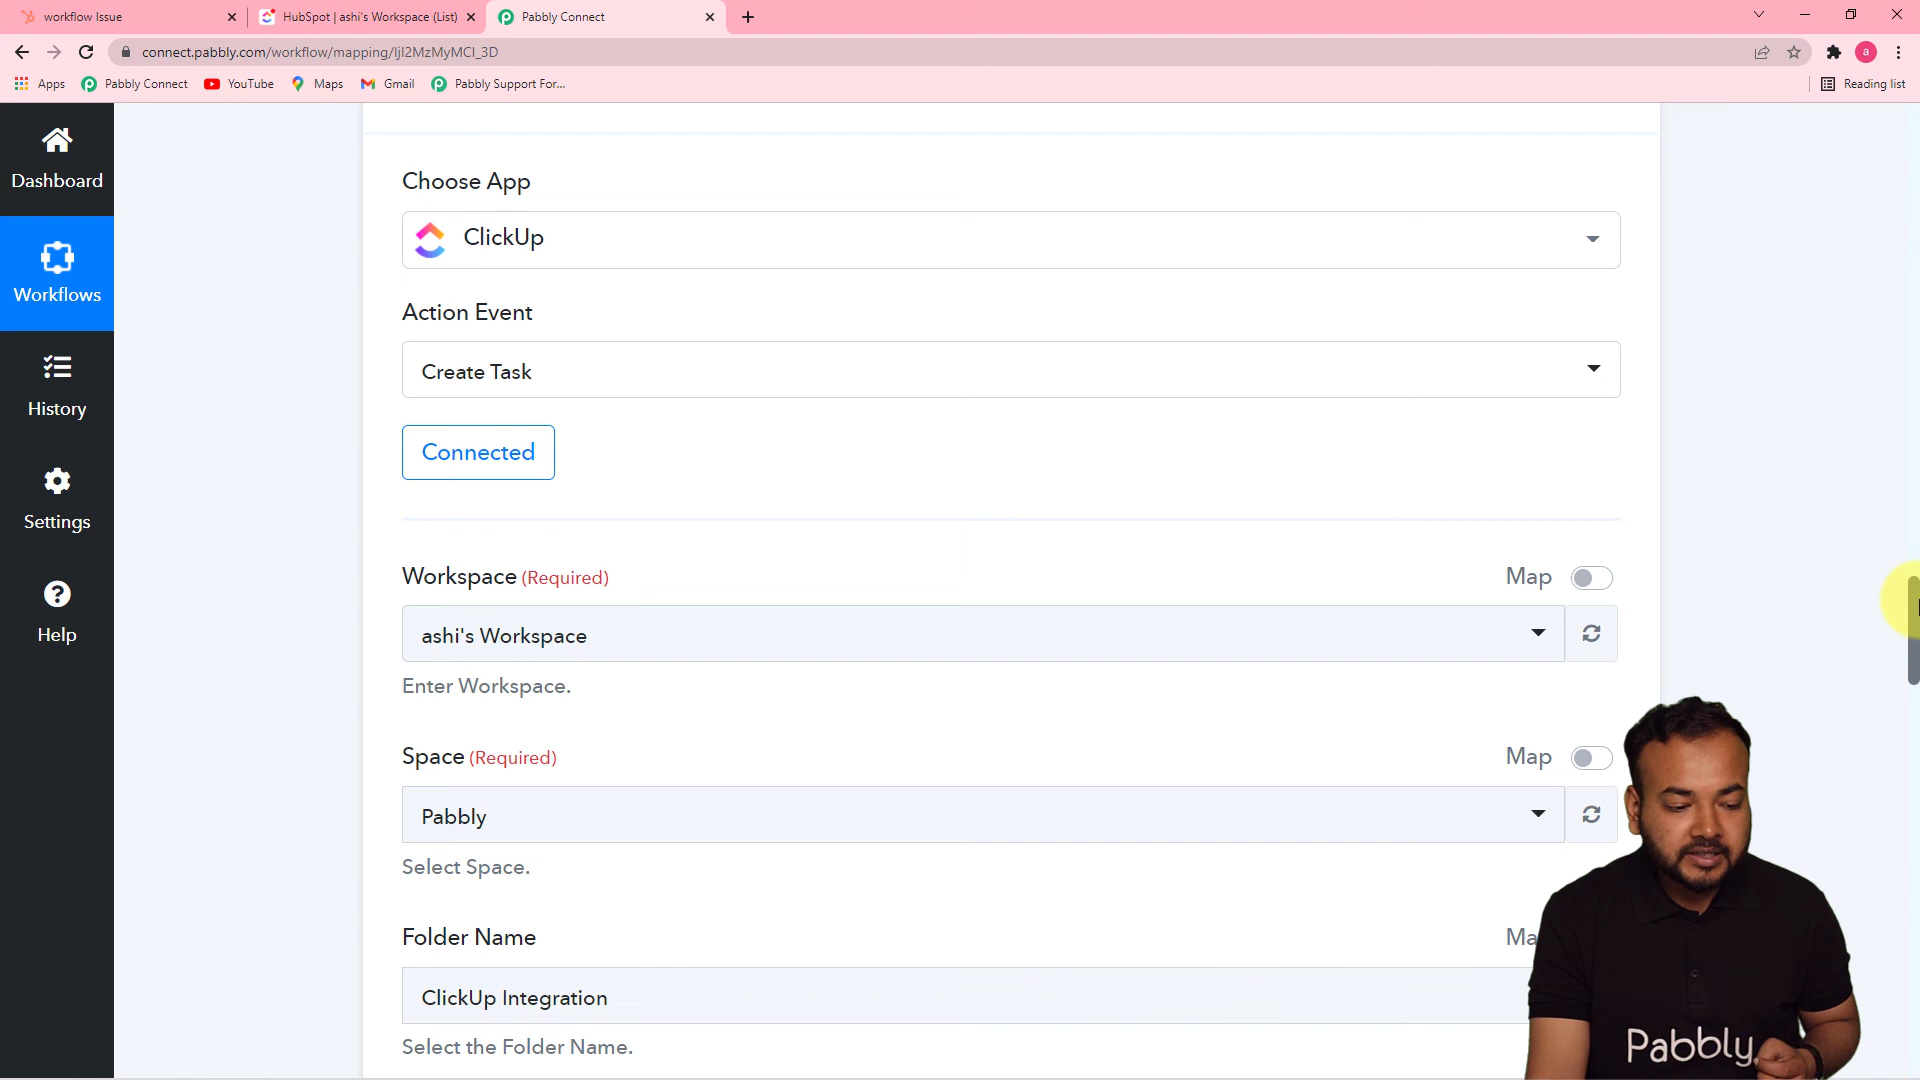 workflow Issue
HubSpot | ashi's Workspace (List)
Pabbly Connect
connect.pabbly.com/workflow/mapping/IjI2MzMyMCI_3D
a
Apps
Pabbly Connect
YouTube
Maps
Gmail
Pabbly Support For...
Reading list
Dashboard
Workflows
History
Settings
Help
Choose App
ClickUp
Action Event
Create Task
Connected
Workspace (Required)
Map
ashi's Workspace
Enter Workspace.
Space (Required)
Map
Pabbly
Select Space.
Folder Name
Ma
ClickUp Integration
Select the Folder Name.
Pabbly